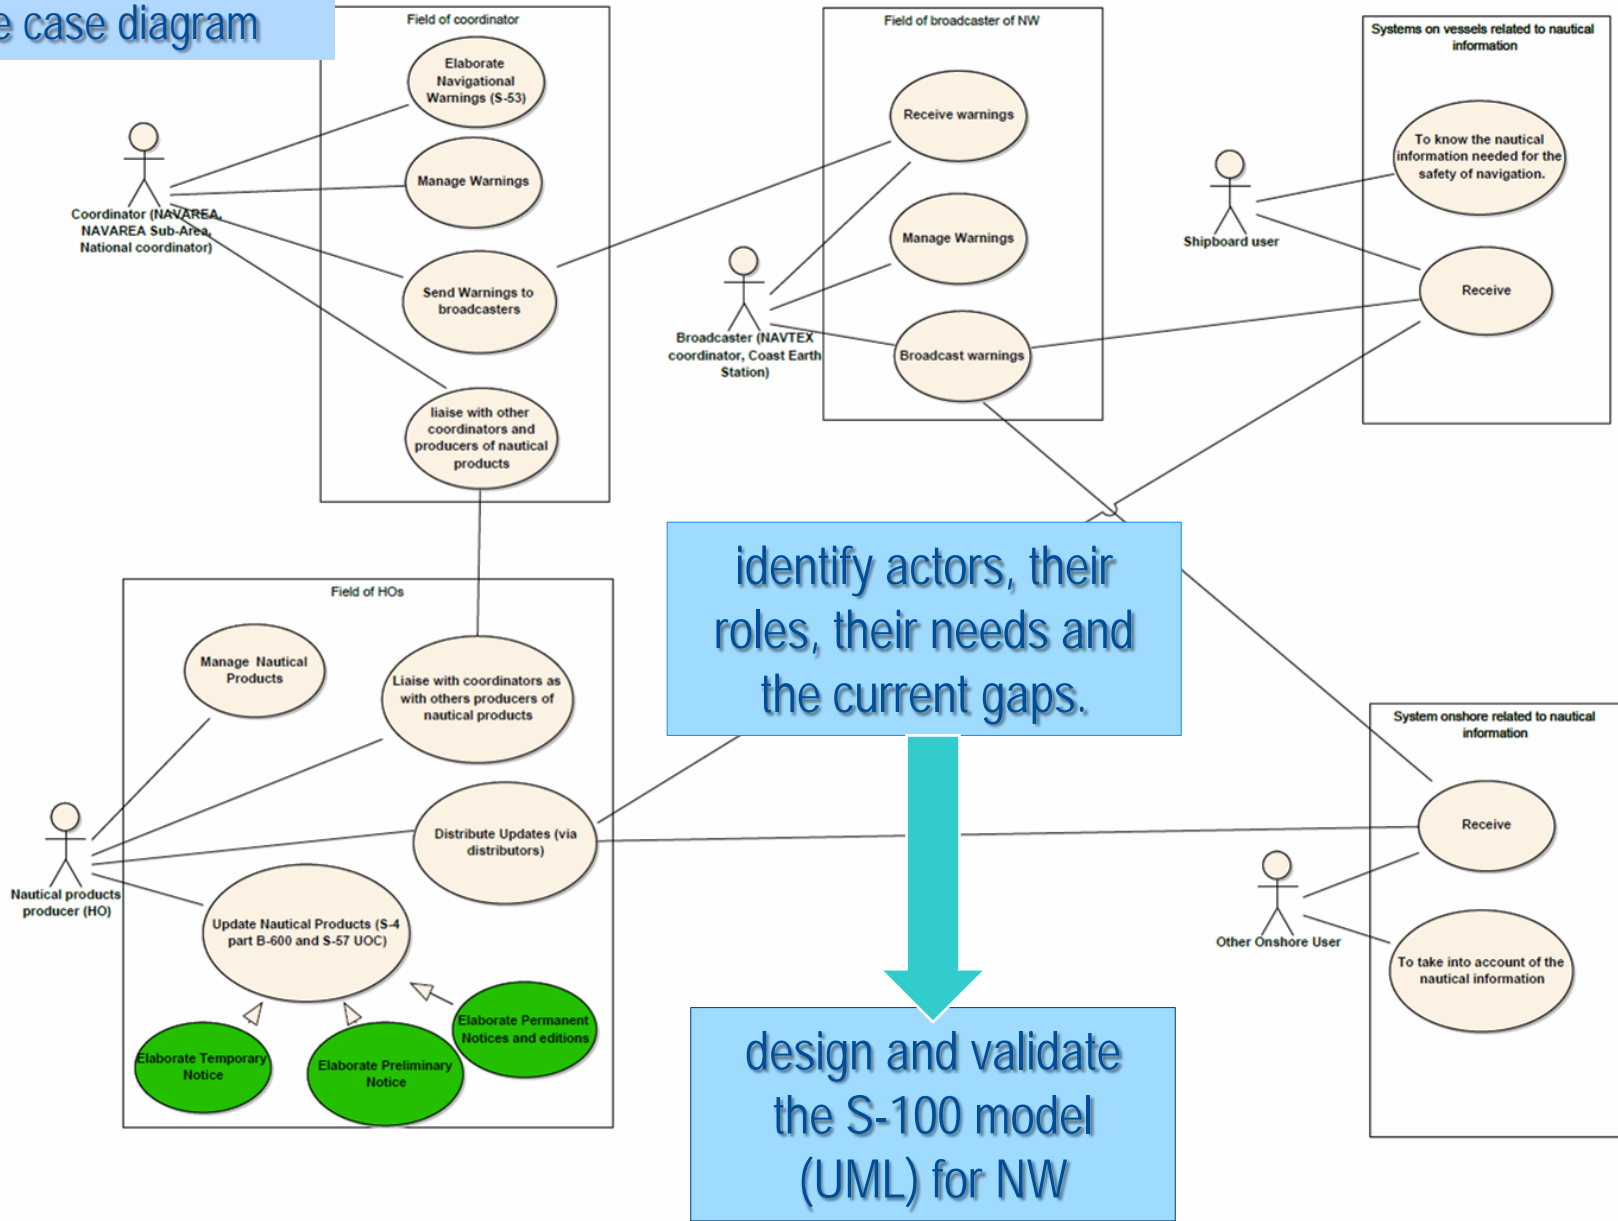 e case diagram
Field of coordinator
Elaborate
Navigational
Warnings (S-53)
Manage Warnings
Coordinator (NAVAREA,
NAVAREA Sub-Area,
National coordinator)
Send Warnings to
broadcasters
liaise with other
coordinators and
producers of nautical
products
Field of broadcaster of NW
Receive warnings
Manage Warnings
Broadcaster (NAVTEX
coordinator, Coast Earth
Station)
Broadcast warnings
Systems on vessels related to nautical
information
To know the nautical
information needed for the
safety of navigation.
Shipboard user
Receive
identify actors, their
roles, their needs and
the current gaps.
design and validate
the S-100 model
(UML) for NW
Field of HOs
Manage Nautical
Products
Liaise with coordinators as
with others producers of
nautical products
Distribute Updates (via
distributors)
Nautical products
producer (HO)
Update Nautical Products (S-4
part B-600 and S-57 UOC)
Elaborate Temporary
Notice
Elaborate Preliminary
Notice
Elaborate Permanent
Notices and editions
System onshore related to nautical
information
Receive
Other Onshore User
To take into account of the
nautical information